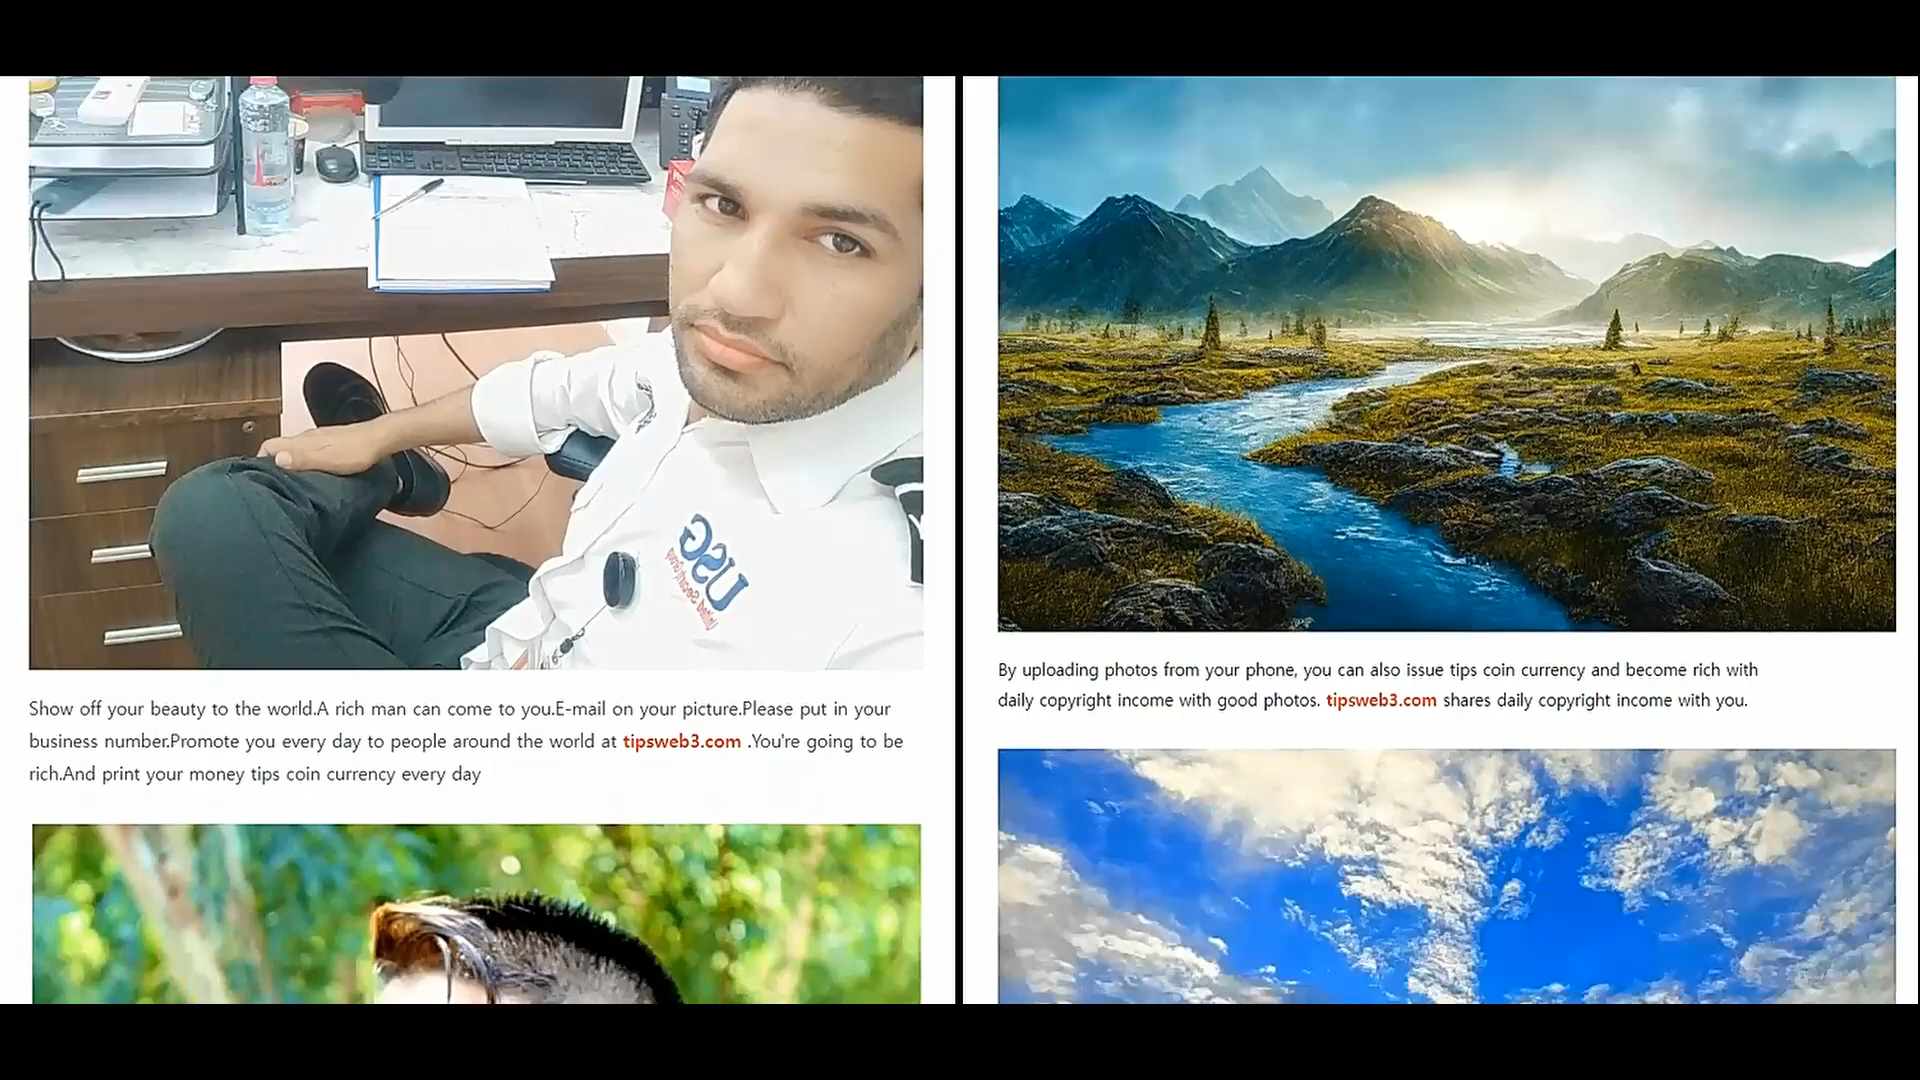 USG
United Security Group
Show off your beauty to the world.A rich man can come to you.E-mail on your picture.Please put in your
business number.Promote you every day to people around the world at tipsweb3.com .You're going to be
rich.And print your money tips coin currency every day
By uploading photos from your phone, you can also issue tips coin currency and become rich with
daily copyright income with good photos. tipsweb3.com shares daily copyright income with you.